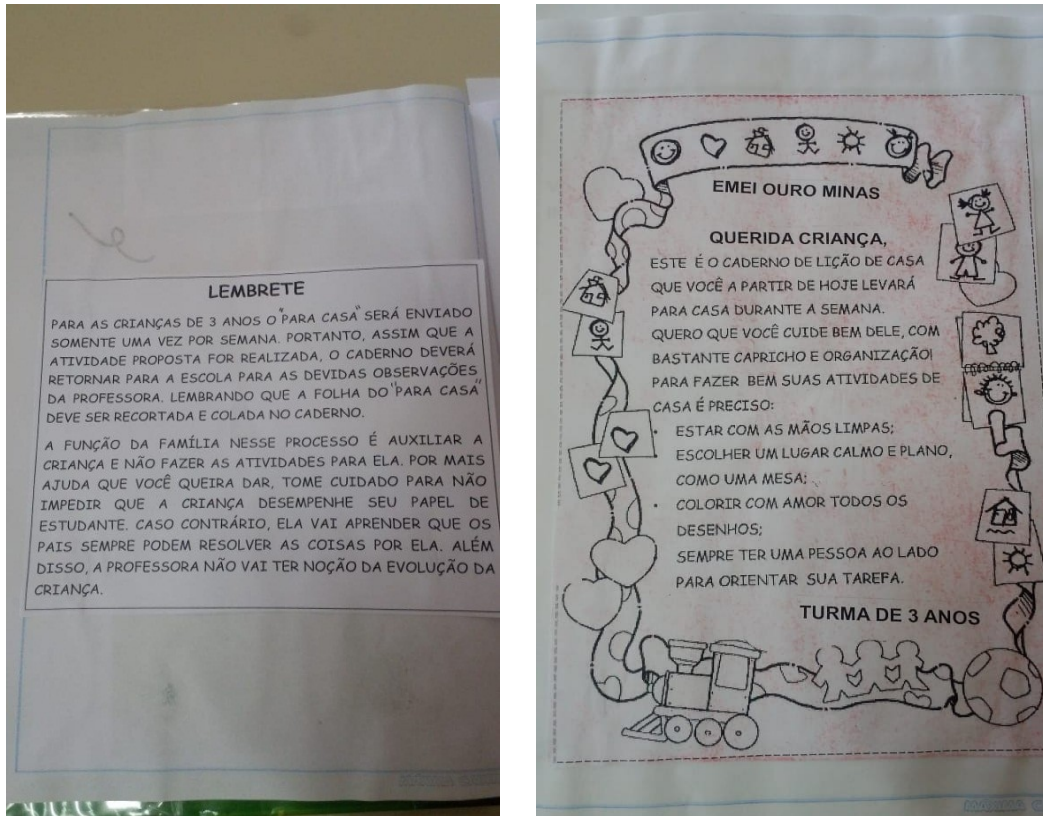 LEMBRETE
PARA AS CRIANÇAS DE 3 ANOS O "PARA CASA" SERÁ ENVIADO
SOMENTE UMA VEZ POR SEMANA. PORTANTO, ASSIM QUE A
ATIVIDADE PROPOSTA FOR REALIZADA, O CADERNO DEVERÁ
RETORNAR PARA A ESCOLA PARA AS DEVIDAS OBSERVAÇÕES
DA PROFESSORA. LEMBRANDO QUE A FOLHA DO "PARA CASA"
DEVE SER RECORTADA E COLADA NO CADERNO.
A FUNÇÃO DA FAMÍLIA NESSE PROCESSO É AUXILIAR A
CRIANÇA E NÃO FAZER AS ATIVIDADES PARA ELA. POR MAIS
AJUDA QUE VOCÊ QUEIRA DAR, TOME CUIDADO PARA NÃO
IMPEDIR QUE A CRIANÇA DESEMPENHE SEU PAPEL DE
ESTUDANTE. CASO CONTRÁRIO, ELA VAI APRENDER QUE OS
PAIS SEMPRE PODEM RESOLVER AS COISAS POR ELA. ALÉM
DISSO, A PROFESSORA NÃO VAI TER NOÇÃO DA EVOLUÇÃO DA
CRIANÇA.
EMEI OURO MINAS
QUERIDA CRIANÇA,
ESTE É O CADERNO DE LIÇÃO DE CASA
QUE VOCÊ A PARTIR DE HOJE LEVARÁ
PARA CASA DURANTE A SEMANA.
QUERO QUE VOCÊ CUIDE BEM DELE, COM
BASTANTE CAPRICHO E ORGANIZAÇÃO!
PARA FAZER BEM SUAS ATIVIDADES DE
CASA É PRECISO:
• ESTAR COM AS MÃOS LIMPAS;
ESCOLHER UM LUGAR CALMO E PLANO,
COMO UMA MESA;
• COLORIR COM AMOR TODOS OS
DESENHOS;
SEMPRE TER UMA PESSOA AO LADO
PARA ORIENTAR SUA TAREFA.
TURMA DE 3 ANOS